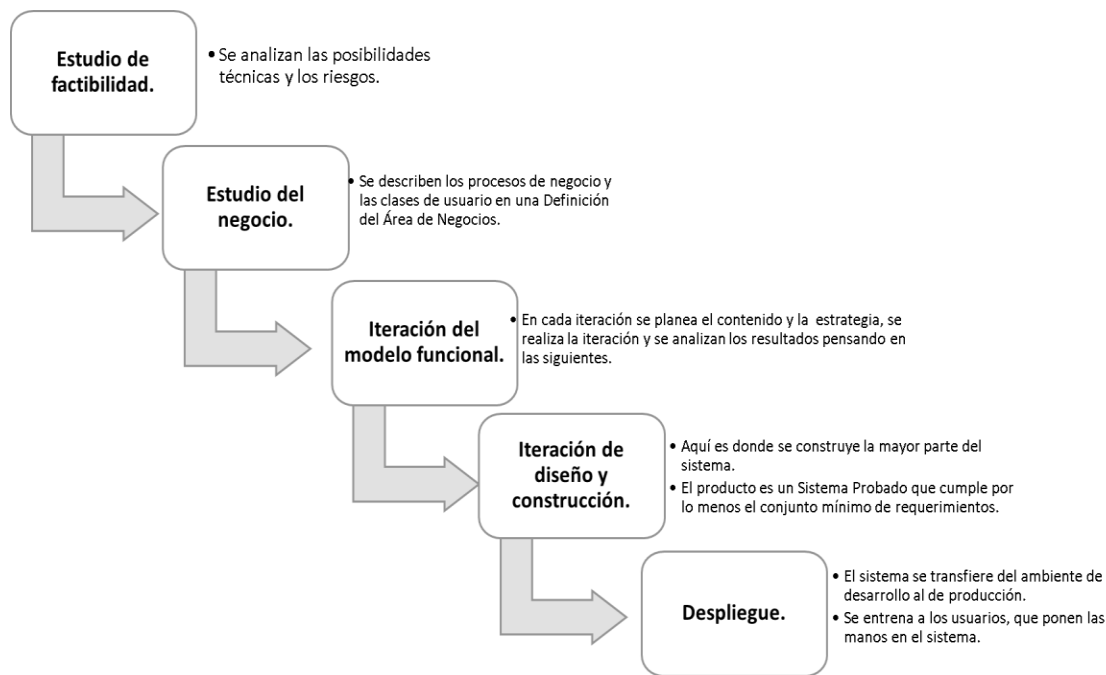 Estudio de
factibilidad.
• Se analizan las posibilidades
técnicas y los riesgos.
Estudio del
negocio.
• Se describen los procesos de negocio y
las clases de usuario en una Definición
del Área de Negocios.
Iteración del
modelo funcional.
• En cada iteración se planea el contenido y la estrategia, se
realiza la iteración y se analizan los resultados pensando en
las siguientes.
Iteración de
diseño y
construcción.
• Aquí es donde se construye la mayor parte del
sistema.
• El producto es un Sistema Probado que cumple por
lo menos el conjunto mínimo de requerimientos.
Despliegue.
• El sistema se transfiere del ambiente de
desarrollo al de producción.
• Se entrena a los usuarios, que ponen las
manos en el sistema.